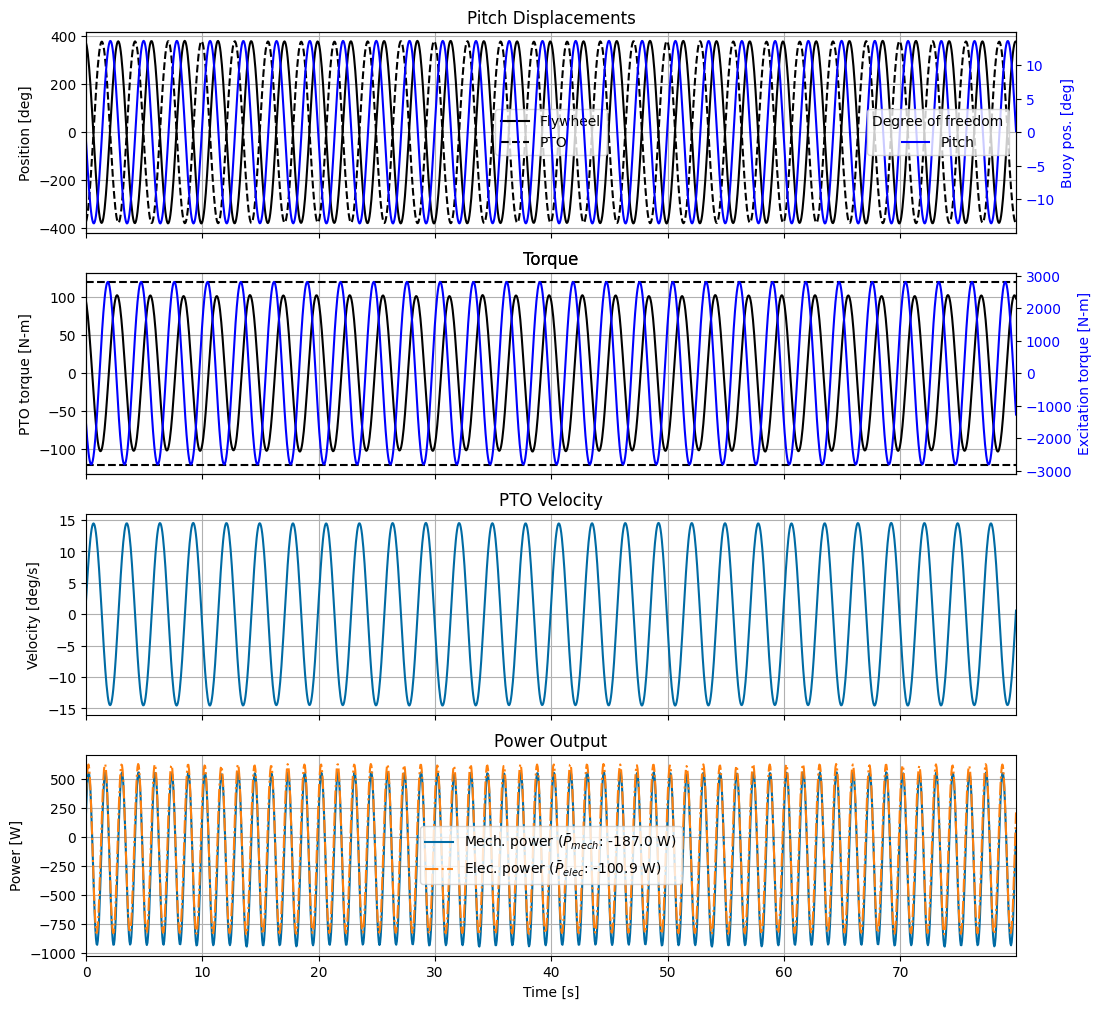 Pitch Displacements
400
200
0
−200
−400
Position [deg]
Flywheel
PTO
Degree of freedom
Pitch
10
5
0
−5
−10
Buoy pos. [deg]
Torque
100
50
0
−50
−100
PTO torque [N-m]
3000
2000
1000
0
−1000
−2000
−3000
Excitation torque [N-m]
PTO Velocity
15
10
5
0
−5
−10
−15
Velocity [deg/s]
Power Output
500
250
0
−250
−500
−750
−1000
Power [W]
Mech. power (P̄mech: -187.0 W)
Elec. power (P̄elec: -100.9 W)
0 10 20 30 40 50 60 70
Time [s]